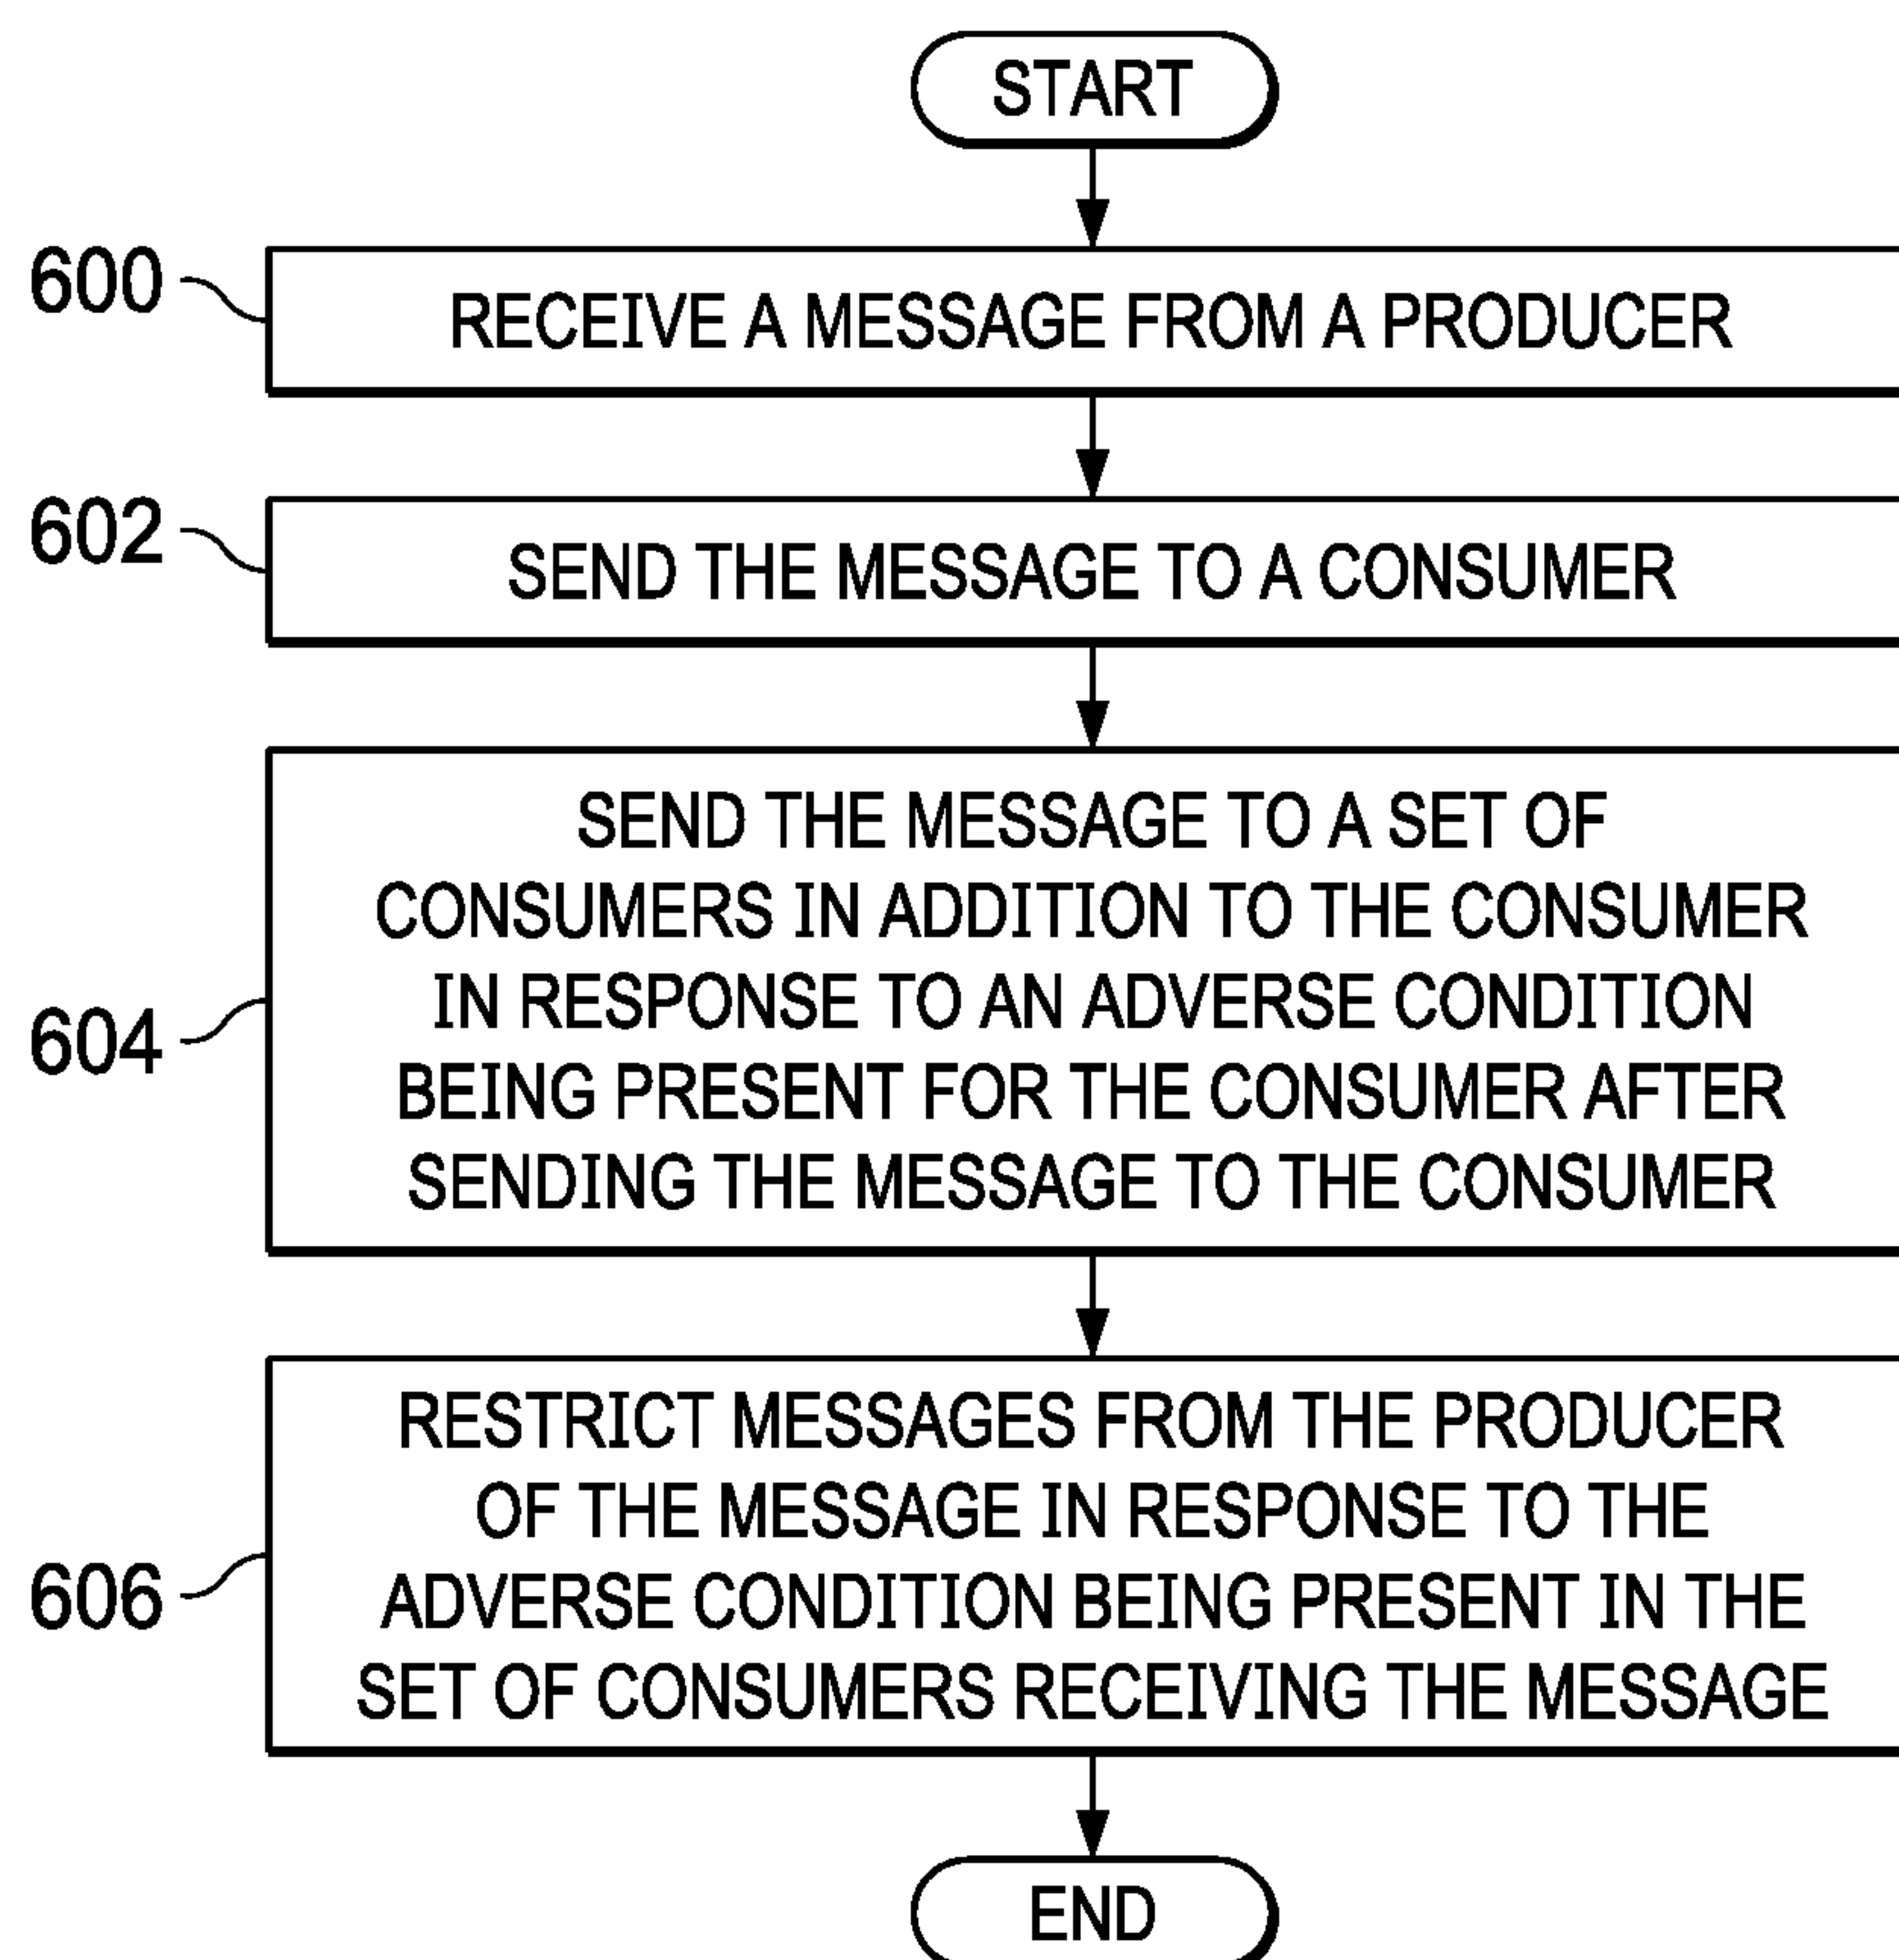 START
600
RECEIVE A MESSAGE FROM A PRODUCER
602
SEND THE MESSAGE TO A CONSUMER
604
SEND THE MESSAGE TO A SET OF
CONSUMERS IN ADDITION TO THE CONSUMER
IN RESPONSE TO AN ADVERSE CONDITION
BEING PRESENT FOR THE CONSUMER AFTER
SENDING THE MESSAGE TO THE CONSUMER
606
RESTRICT MESSAGES FROM THE PRODUCER
OF THE MESSAGE IN RESPONSE TO THE
ADVERSE CONDITION BEING PRESENT IN THE
SET OF CONSUMERS RECEIVING THE MESSAGE
END